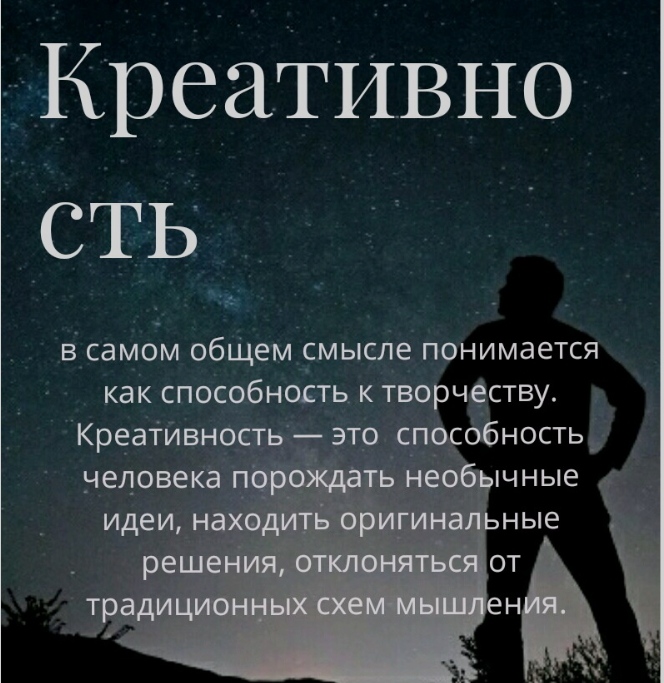 Креативно
сть
в самом общем смысле понимается
как способность к творчеству.
Креативность — это  способность
человека порождать необычные
идеи, находить оригинальные
решения, отклоняться от
традиционных схем мышления.